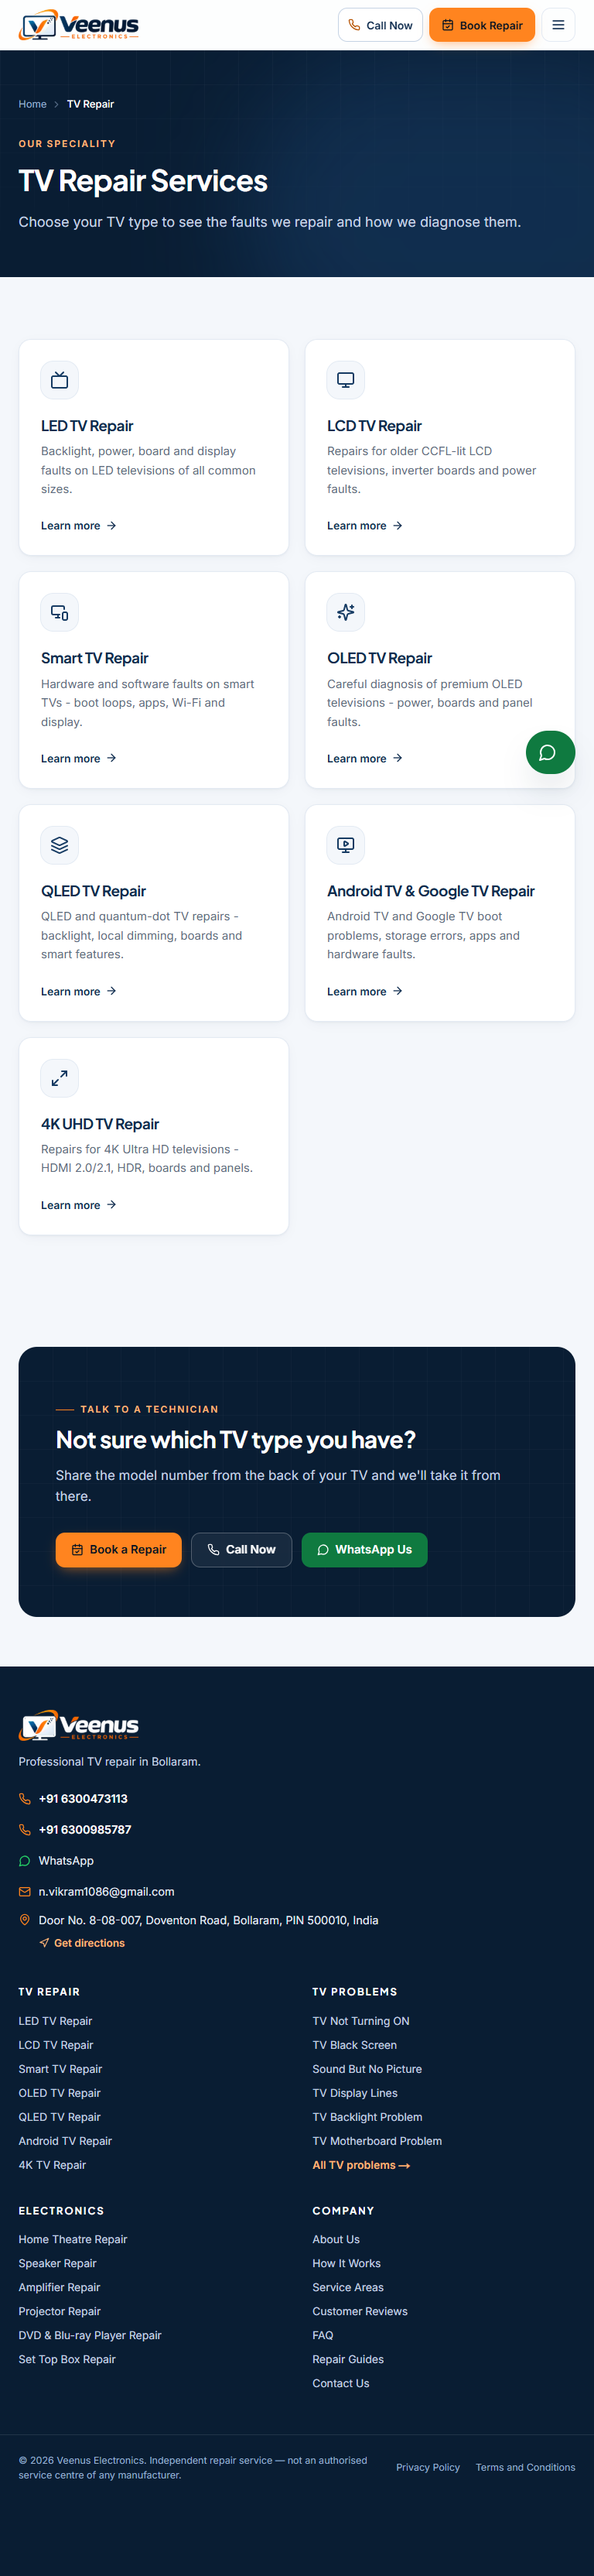 Veenus
ELECTRONICS
Call Now
Book Repair
Home > TV Repair
OUR SPECIALITY
TV Repair Services
Choose your TV type to see the faults we repair and how we diagnose them.
LED TV Repair
Backlight, power, board and display
faults on LED televisions of all common
sizes.
Learn more →
LCD TV Repair
Repairs for older CCFL-lit LCD
televisions, inverter boards and power
faults.
Learn more →
Smart TV Repair
Hardware and software faults on smart
TVs - boot loops, apps, Wi-Fi and
display.
Learn more →
OLED TV Repair
Careful diagnosis of premium OLED
televisions - power, boards and panel
faults.
Learn more →
QLED TV Repair
QLED and quantum-dot TV repairs -
backlight, local dimming, boards and
smart features.
Learn more →
Android TV & Google TV Repair
Android TV and Google TV boot
problems, storage errors, apps and
hardware faults.
Learn more →
4K UHD TV Repair
Repairs for 4K Ultra HD televisions -
HDMI 2.0/2.1, HDR, boards and panels.
Learn more →
TALK TO A TECHNICIAN
Not sure which TV type you have?
Share the model number from the back of your TV and we'll take it from
there.
Book a Repair
Call Now
WhatsApp Us
Veenus
ELECTRONICS
Professional TV repair in Bollaram.
+91 6300473113
+91 6300985787
WhatsApp
n.vikram1086@gmail.com
Door No. 8-08-007, Doventon Road, Bollaram, PIN 500010, India
Get directions
TV REPAIR
LED TV Repair
LCD TV Repair
Smart TV Repair
OLED TV Repair
QLED TV Repair
Android TV Repair
4K TV Repair
TV PROBLEMS
TV Not Turning ON
TV Black Screen
Sound But No Picture
TV Display Lines
TV Backlight Problem
TV Motherboard Problem
All TV problems →
ELECTRONICS
Home Theatre Repair
Speaker Repair
Amplifier Repair
Projector Repair
DVD & Blu-ray Player Repair
Set Top Box Repair
COMPANY
About Us
How It Works
Service Areas
Customer Reviews
FAQ
Repair Guides
Contact Us
© 2026 Veenus Electronics. Independent repair service — not an authorised
service centre of any manufacturer.
Privacy Policy
Terms and Conditions